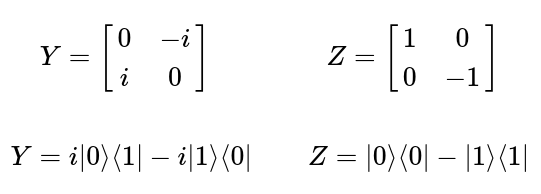 Y = [ 0 −i ; i 0 ] Z = [ 1 0 ; 0 −1 ]
Y = i|0⟩⟨1| − i|1⟩⟨0| Z = |0⟩⟨0| − |1⟩⟨1|